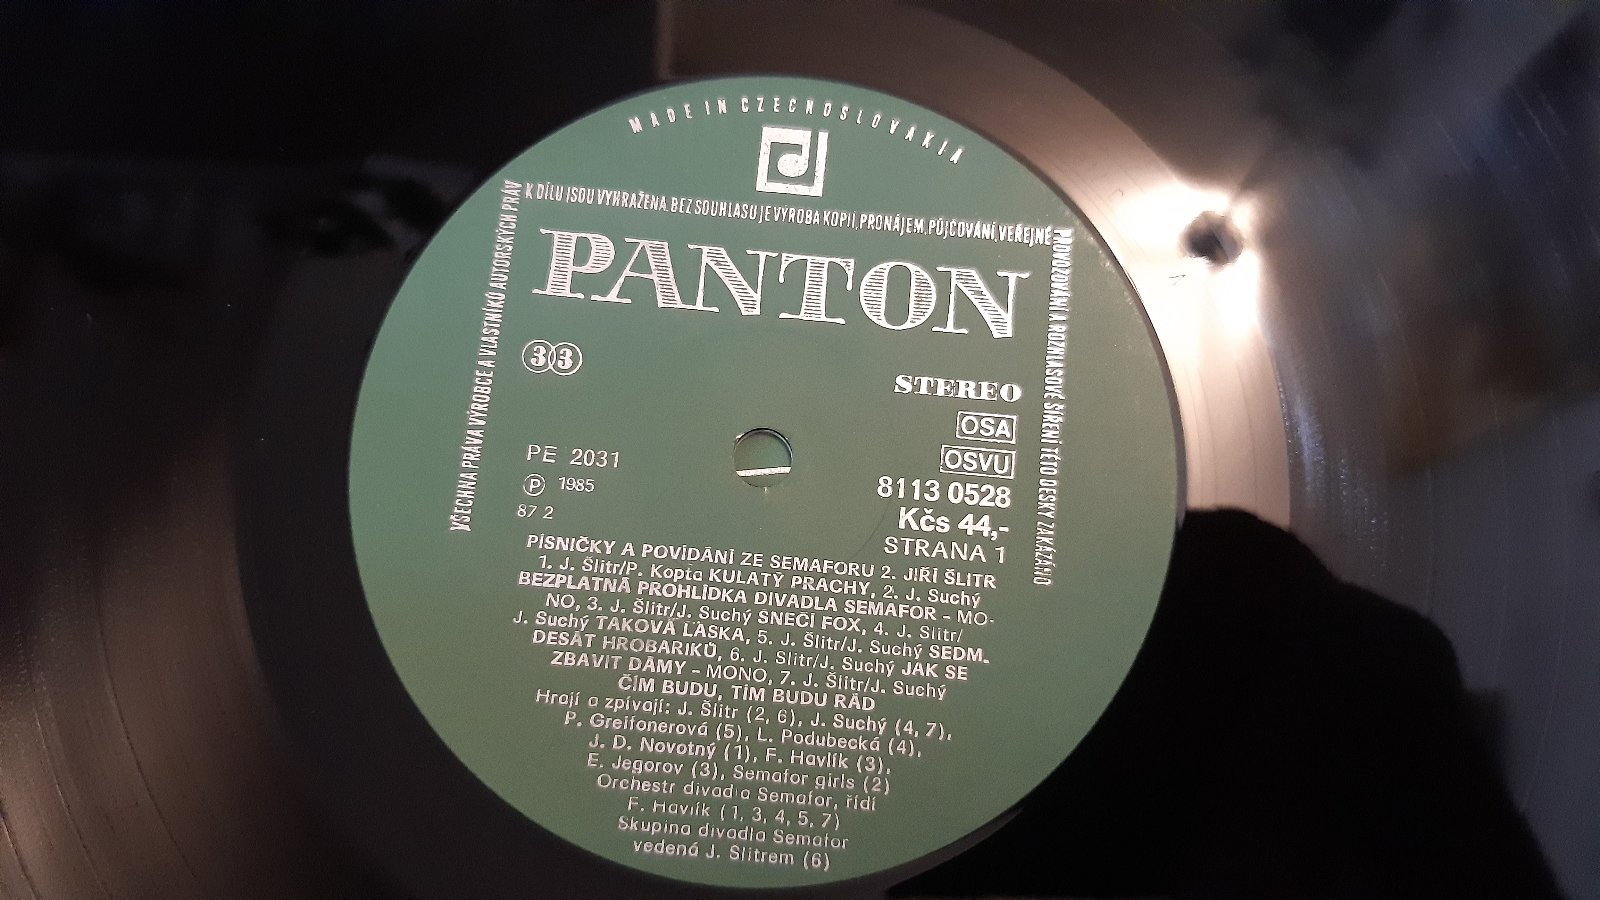 MADE IN CZECHOSLOVAKIA
VŠECHNA PRÁVA VÝROBCE A VLASTNÍKŮ AUTORSKÝCH PRÁV
K DÍLU JSOU VYHRAŽENA. BEZ SOUHLASU JE VÝROBA KOPIÍ, PRONÁJEM, PŮJČOVÁNÍ, VEŘEJNÉ
PROVOZOVÁNÍ A ROZHLASOVÉ ŠÍŘENÍ TÉTO DESKY ZAKÁZÁNO
PANTON
33
STEREO
OSA
OSVU
PE 2031
8113 0528
Ⓟ 1985
Kčs 44,-
87 2
STRANA 1
PÍSNIČKY A POVÍDÁNÍ ZE SEMAFORU 2. JIŘÍ ŠLITR
1. J. Šlitr/P. Kopta KULATÝ PRACHY, 2. J. Suchý
BEZPLATNÁ PROHLÍDKA DIVADLA SEMAFOR – MO-
NO, 3. J. Šlitr/J. Suchý ŠNEČÍ FOX, 4. J. Šlitr/
J. Suchý TAKOVÁ LÁSKA, 5. J. Šlitr/J. Suchý SEDM-
DESÁT HROBAŘÍKŮ, 6. J. Šlitr/J. Suchý JAK SE
ZBAVIT DÁMY – MONO, 7. J. Šlitr/J. Suchý
ČÍM BUDU, TÍM BUDU RÁD
Hrají a zpívají: J. Šlitr (2, 6), J. Suchý (4, 7),
P. Greifonerová (5), L. Podubecká (4),
J. D. Novotný (1), F. Havlík (3),
E. Jegorov (3), Semafor girls (2)
Orchestr divadla Semafor, řídí
F. Havlík (1, 3, 4, 5, 7)
Skupina divadla Semafor
vedená J. Šlitrem (6)